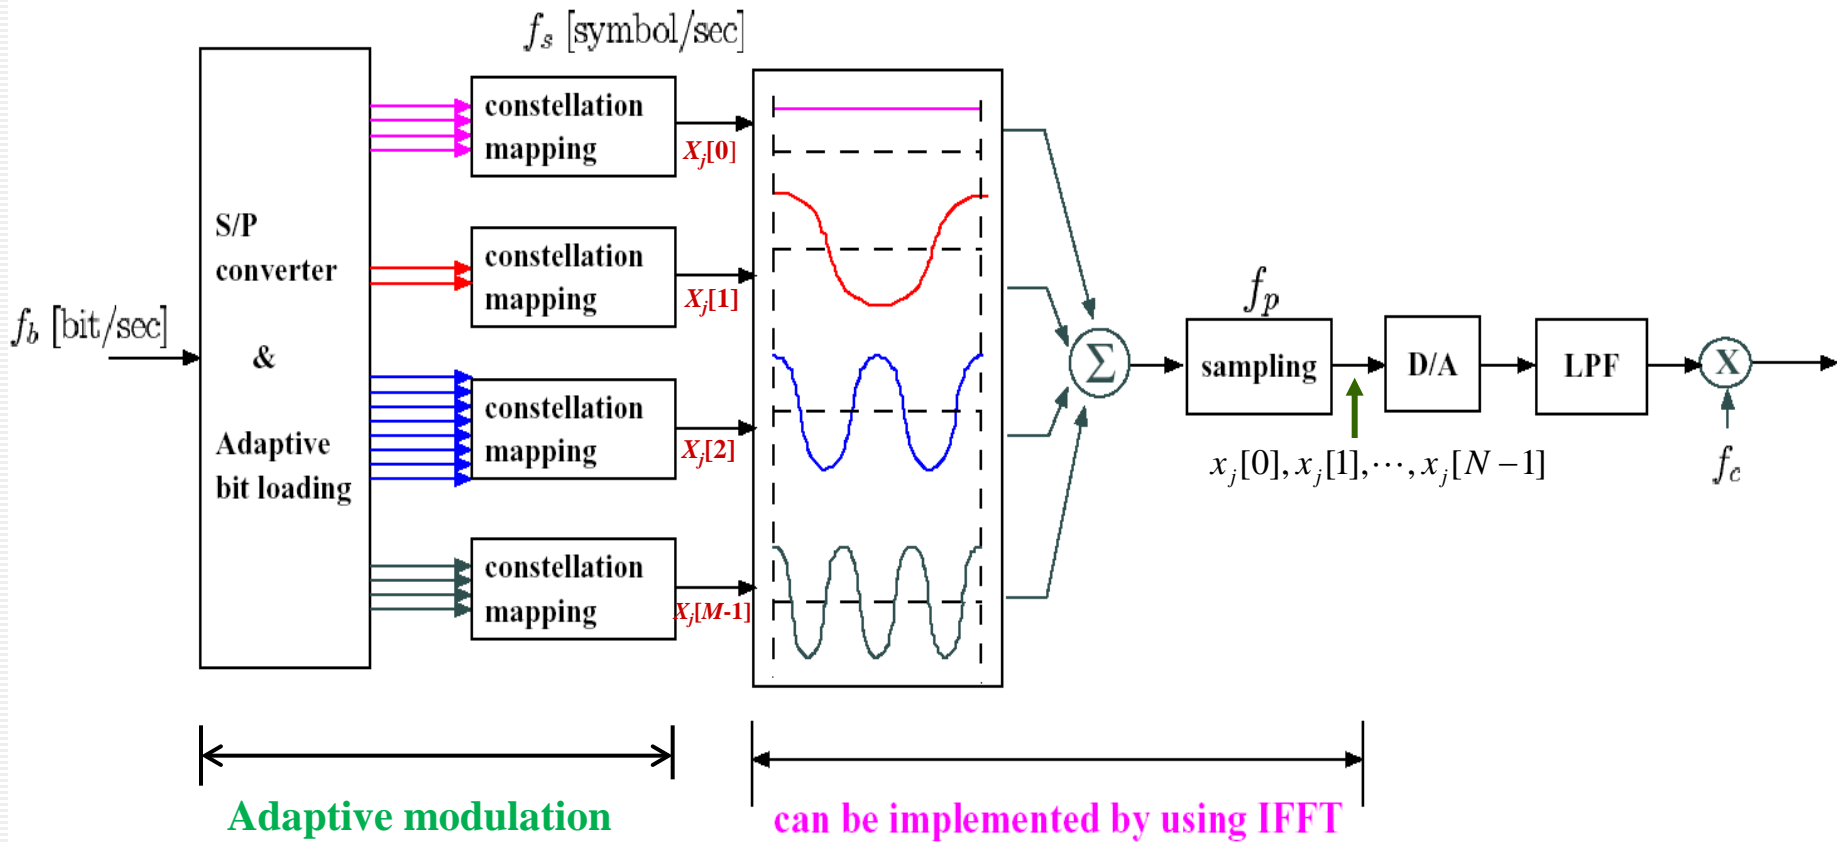 f_s [symbol/sec]
S/P
converter
&
Adaptive
bit loading
f_b [bit/sec]
constellation
mapping
X_j[0]
constellation
mapping
X_j[1]
constellation
mapping
X_j[2]
constellation
mapping
X_j[M-1]
Σ
f_p
sampling
D/A
LPF
X
x_j[0], x_j[1], ⋯, x_j[N−1]
f_c
Adaptive modulation
can be implemented by using IFFT